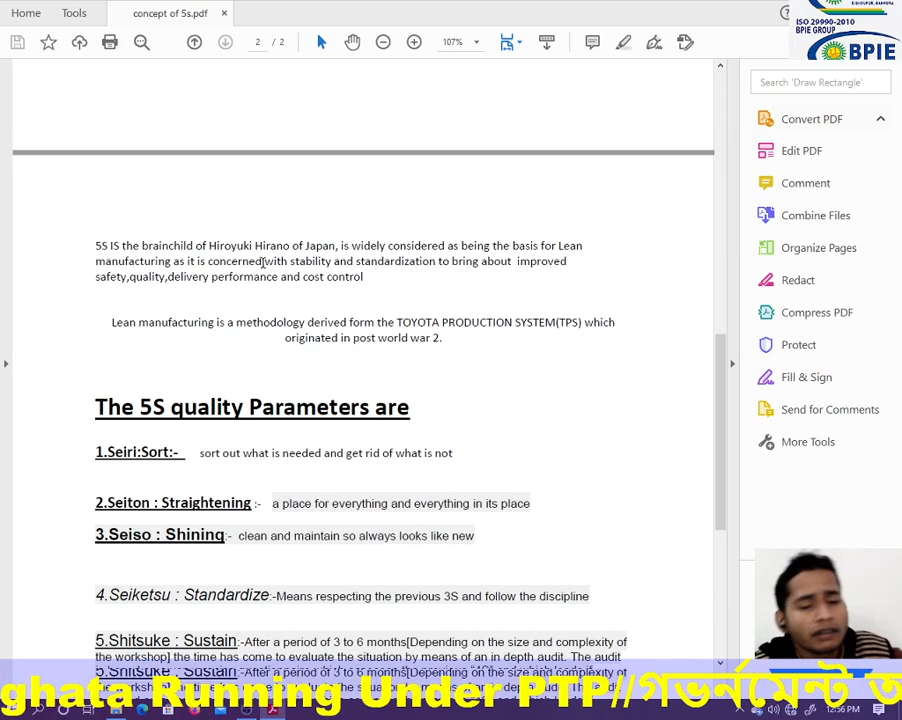 Home Tools concept of 5s.pdf ×
ISO 29990-2010
BPIE GROUP
BPIE
2 / 2 107%
Search 'Draw Rectangle'
Convert PDF
Edit PDF
Comment
Combine Files
Organize Pages
Redact
Compress PDF
Protect
Fill & Sign
Send for Comments
More Tools
5S IS the brainchild of Hiroyuki Hirano of Japan, is widely considered as being the basis for Lean
manufacturing as it is concerned with stability and standardization to bring about improved
safety,quality,delivery performance and cost control
Lean manufacturing is a methodology derived form the TOYOTA PRODUCTION SYSTEM(TPS) which
originated in post world war 2.
The 5S quality Parameters are
1.Seiri:Sort:- sort out what is needed and get rid of what is not
2.Seiton : Straightening :- a place for everything and everything in its place
3.Seiso : Shining:- clean and maintain so always looks like new
4.Seiketsu : Standardize:-Means respecting the previous 3S and follow the discipline
5.Shitsuke : Sustain:-After a period of 3 to 6 months[Depending on the size and complexity of
the workshop] the time has come to evaluate the situation by means of an in depth audit. The audit
ghata Running Under PTP//গভর্নমেন্ট ত
12:56 PM